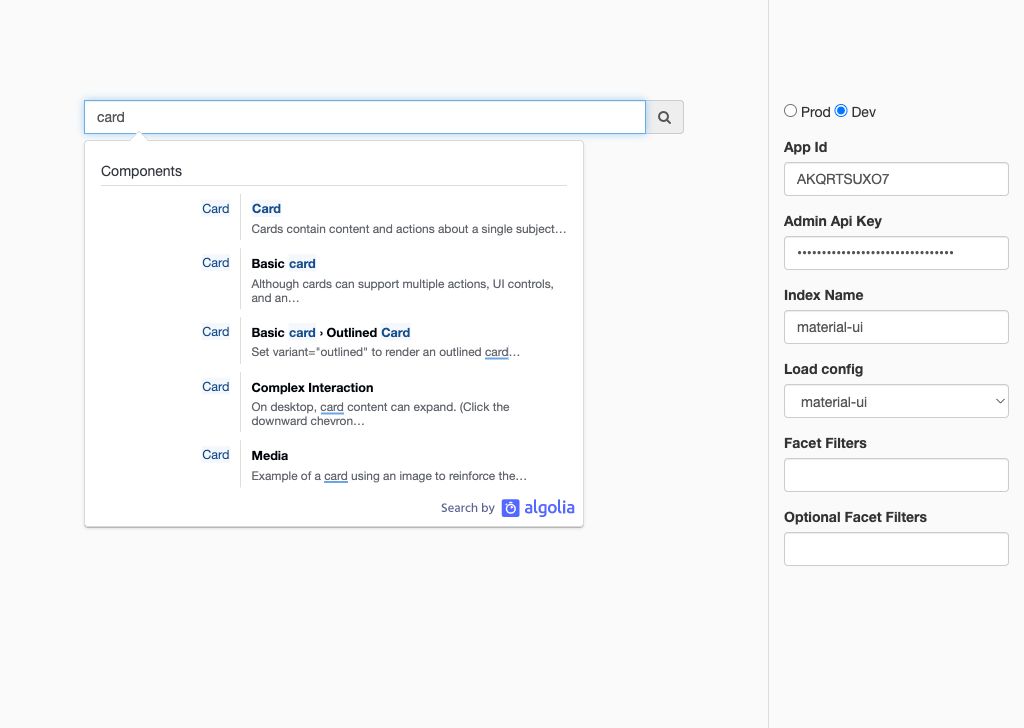 card
Components
Card
Card
Cards contain content and actions about a single subject…
Card
Basic card
Although cards can support multiple actions, UI controls,
and an…
Card
Basic card › Outlined Card
Set variant="outlined" to render an outlined card…
Card
Complex Interaction
On desktop, card content can expand. (Click the
downward chevron…
Card
Media
Example of a card using an image to reinforce the…
Search by algolia
Prod Dev
App Id
AKQRTSUXO7
Admin Api Key
Index Name
material-ui
Load config
material-ui
Facet Filters
Optional Facet Filters